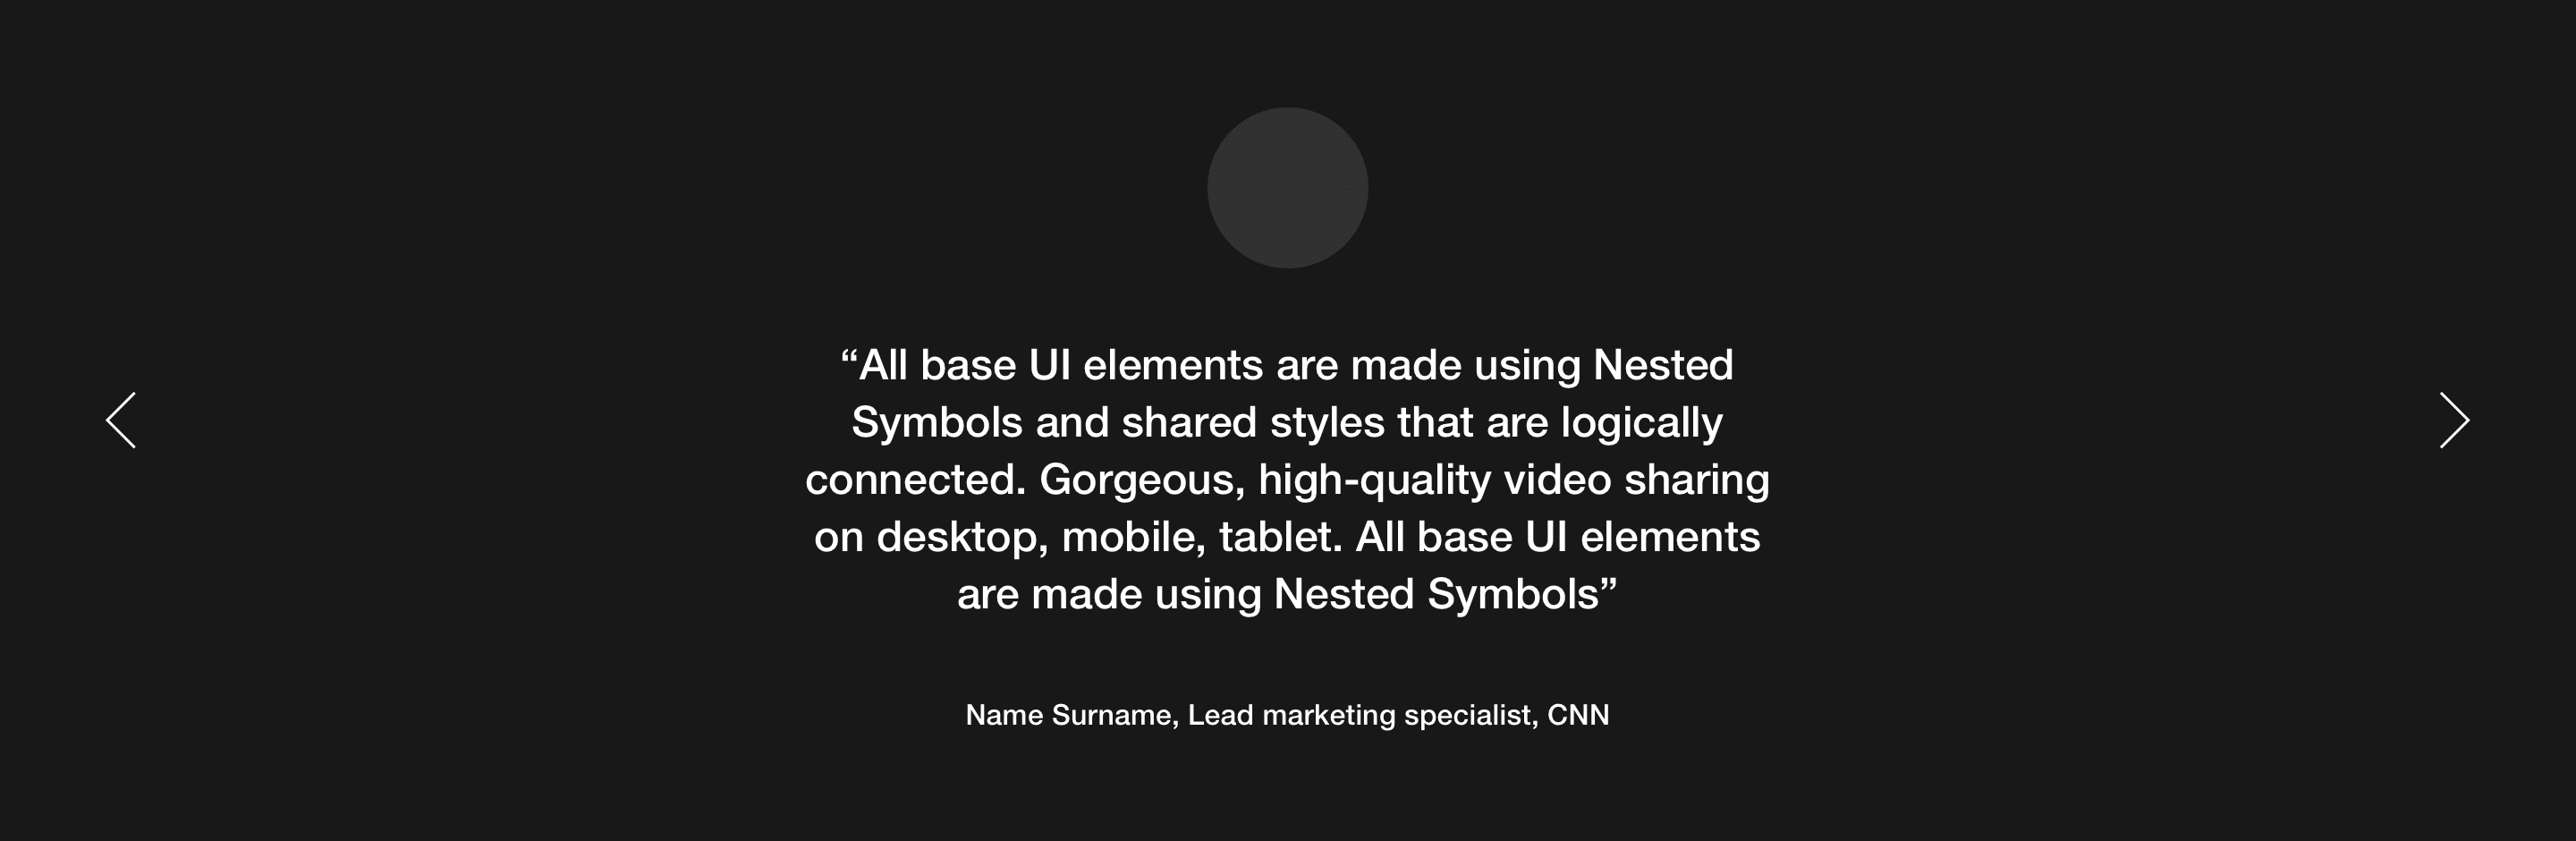 “All base UI elements are made using Nested
Symbols and shared styles that are logically
connected. Gorgeous, high-quality video sharing
on desktop, mobile, tablet. All base UI elements
are made using Nested Symbols”
Name Surname, Lead marketing specialist, CNN